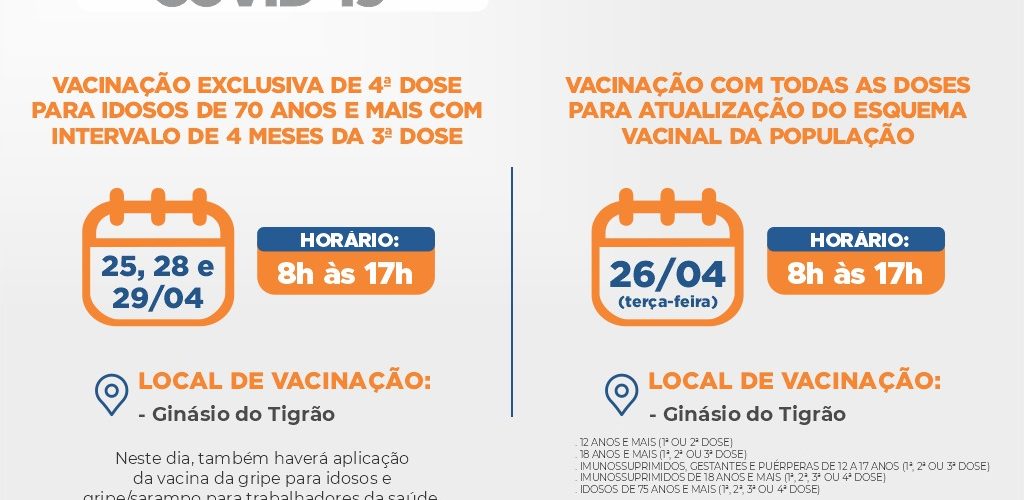 COVID-19
VACINAÇÃO EXCLUSIVA DE 4ª DOSE
PARA IDOSOS DE 70 ANOS E MAIS COM
INTERVALO DE 4 MESES DA 3ª DOSE
25, 28 e
29/04
HORÁRIO:
8h às 17h
LOCAL DE VACINAÇÃO:
- Ginásio do Tigrão
Neste dia, também haverá aplicação
da vacina da gripe para idosos e
gripe/sarampo para trabalhadores da saúde
VACINAÇÃO COM TODAS AS DOSES
PARA ATUALIZAÇÃO DO ESQUEMA
VACINAL DA POPULAÇÃO
26/04
(terça-feira)
HORÁRIO:
8h às 17h
LOCAL DE VACINAÇÃO:
- Ginásio do Tigrão
. 12 ANOS E MAIS (1ª OU 2ª DOSE)
. 18 ANOS E MAIS (1ª, 2ª OU 3ª DOSE)
. IMUNOSSUPRIMIDOS, GESTANTES E PUÉRPERAS DE 12 A 17 ANOS (1ª, 2ª OU 3ª DOSE)
. IMUNOSSUPRIMIDOS DE 18 ANOS E MAIS (1ª, 2ª, 3ª OU 4ª DOSE)
. IDOSOS DE 75 ANOS E MAIS (1ª, 2ª, 3ª OU 4ª DOSE)